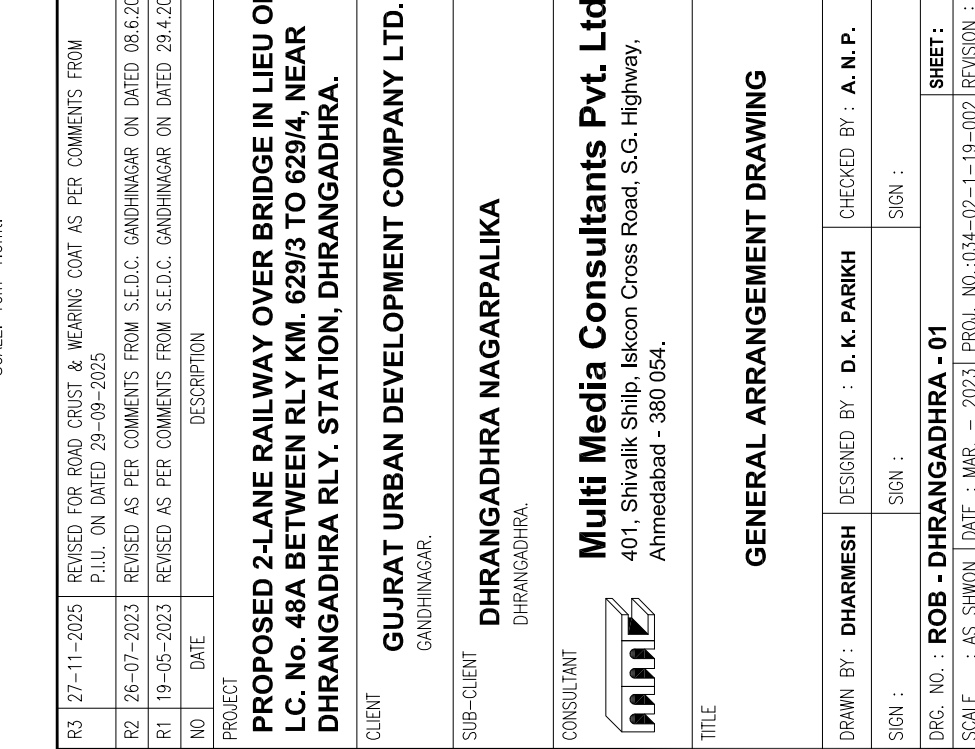 R3 27-11-2025 REVISED FOR ROAD CRUST & WEARING COAT AS PER COMMENTS FROM
P.I.U. ON DATED 29-09-2025
R2 26-07-2023 REVISED AS PER COMMENTS FROM S.E.D.C. GANDHINAGAR ON DATED 08.6.20
R1 19-05-2023 REVISED AS PER COMMENTS FROM S.E.D.C. GANDHINAGAR ON DATED 29.4.20
NO DATE DESCRIPTION
PROJECT
PROPOSED 2-LANE RAILWAY OVER BRIDGE IN LIEU O
LC. No. 48A BETWEEN RLY KM. 629/3 TO 629/4, NEAR
DHRANGADHRA RLY. STATION, DHRANGADHRA.
CLIENT
GUJRAT URBAN DEVELOPMENT COMPANY LTD.
GANDHINAGAR.
SUB-CLIENT
DHRANGADHRA NAGARPALIKA
DHRANGADHRA.
CONSULTANT
Multi Media Consultants Pvt. Ltd
401, Shivalik Shilp, Iskcon Cross Road, S.G. Highway,
Ahmedabad - 380 054.
TITLE
GENERAL ARRANGEMENT DRAWING
DRAWN BY : DHARMESH DESIGNED BY : D. K. PARIKH CHECKED BY : A. N. P.
SIGN : SIGN : SIGN :
DRG. NO. : ROB - DHRANGADHRA - 01 SHEET :
SCALE : AS SHWON DATE : MAR. - 2023 PROJ. NO.:034-02-1-19-002 REVISION :